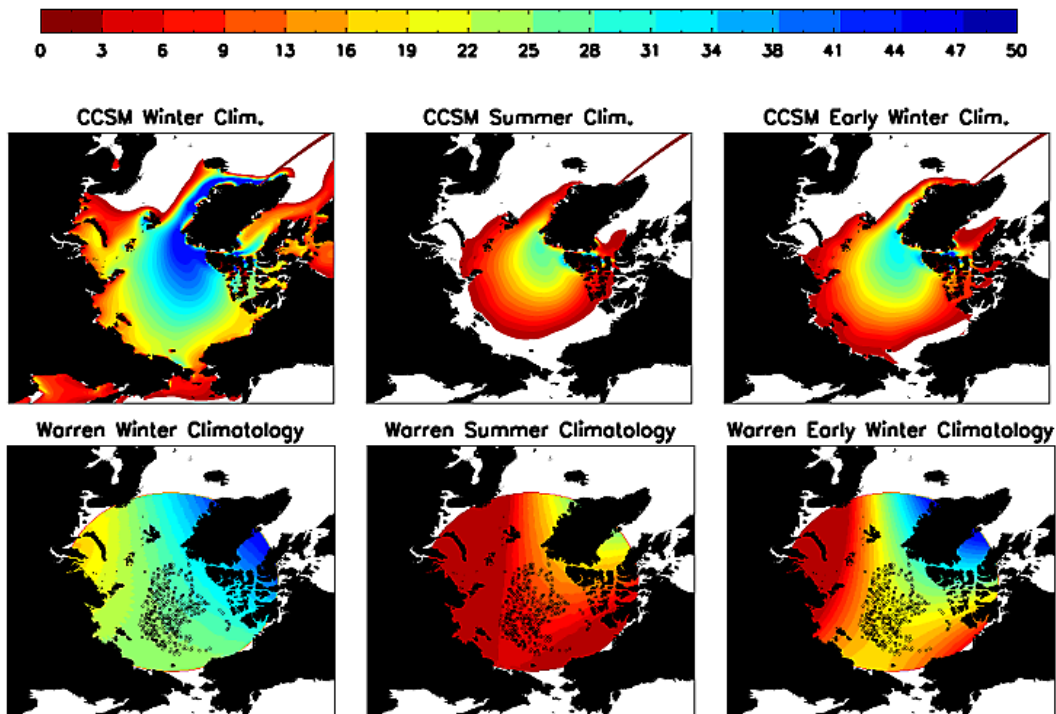 0 3 6 9 13 16 19 22 25 28 31 34 38 41 44 47 50
CCSM Winter Clim. CCSM Summer Clim. CCSM Early Winter Clim.
Warren Winter Climatology Warren Summer Climatology Warren Early Winter Climatology